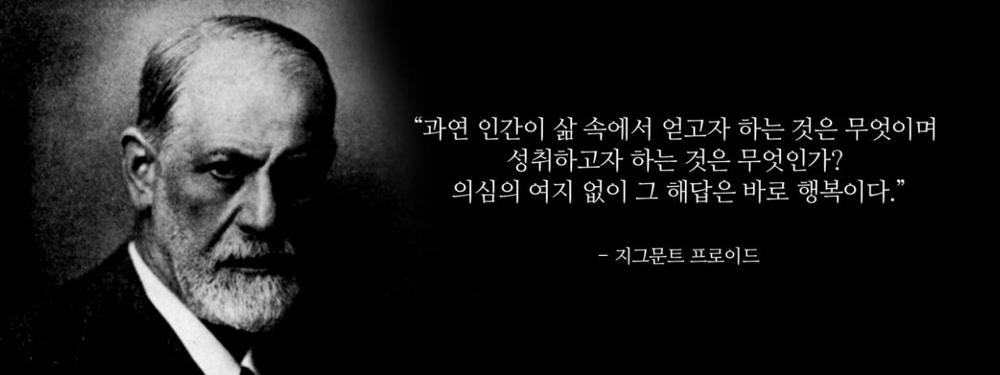 “과연 인간이 삶 속에서 얻고자 하는 것은 무엇이며
성취하고자 하는 것은 무엇인가?
의심의 여지 없이 그 해답은 바로 행복이다.”
- 지그문트 프로이드